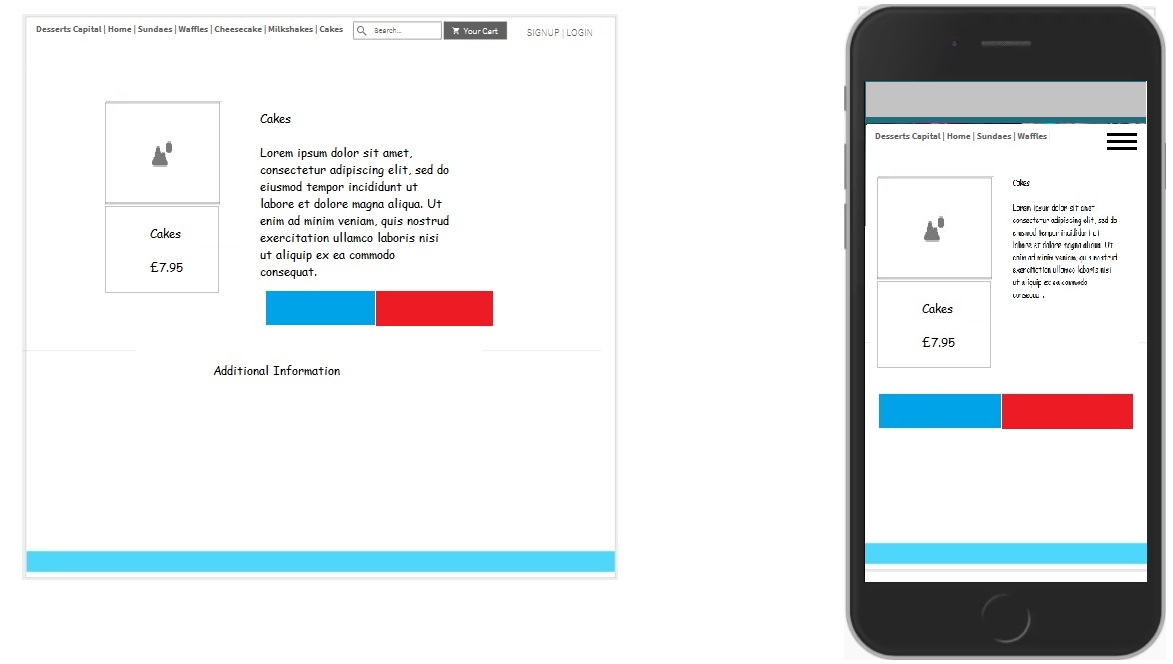 Desserts Capital | Home | Sundaes | Waffles | Cheesecake | Milkshakes | Cakes
Search...
Your Cart
SIGNUP | LOGIN
Cakes
Lorem ipsum dolor sit amet,
consectetur adipiscing elit, sed do
eiusmod tempor incididunt ut
labore et dolore magna aliqua. Ut
enim ad minim veniam, quis nostrud
exercitation ullamco laboris nisi
ut aliquip ex ea commodo
consequat.
Cakes
£7.95
Additional Information
Desserts Capital | Home | Sundaes | Waffles
Cakes
Lorem ipsum dolor sit amet
consectetur adipiscing elit, sed do
eiusmod tempor incididunt ut
labore et dolore magna aliqua. Ut
enim ad minim veniam, quis nostrud
exercitation ullamco laboris nisi
ut aliquip ex ea commodo
consequat.
Cakes
£7.95